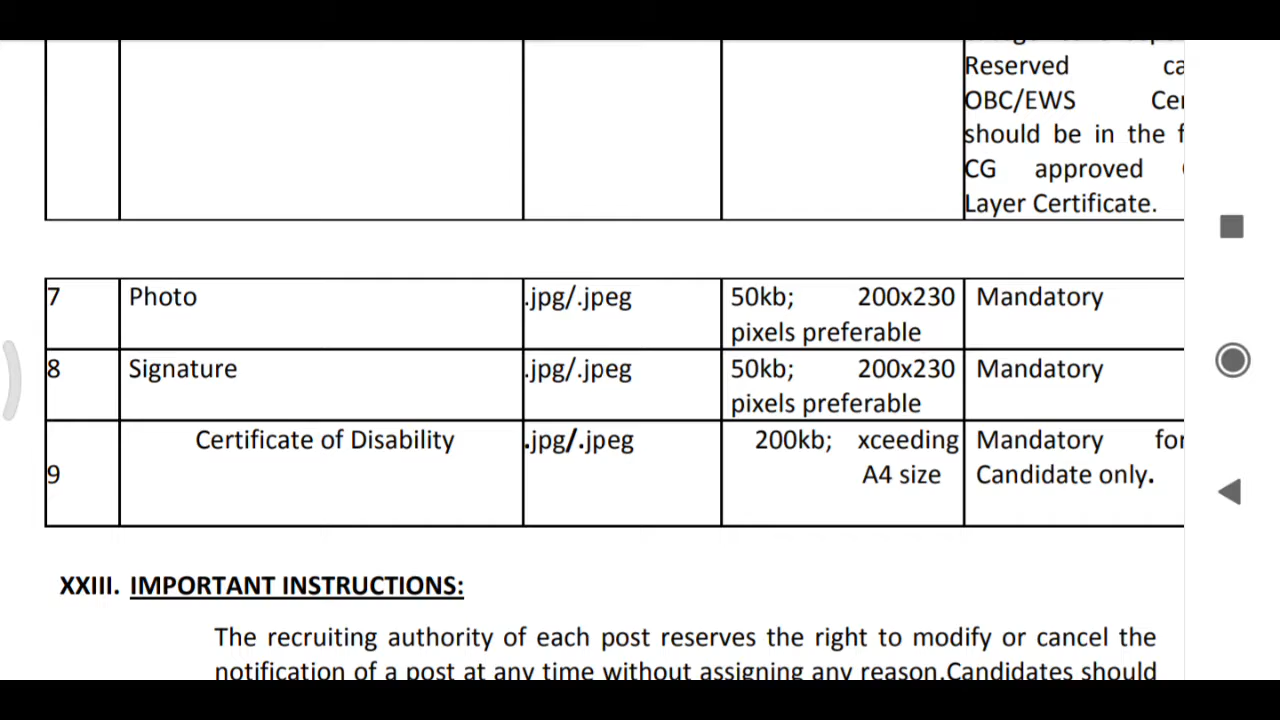 Reserved
OBC/EWS
should be in the
CG approved
Layer Certificate.
7 Photo .jpg/.jpeg 50kb; 200x230 Mandatory
pixels preferable
8 Signature .jpg/.jpeg 50kb; 200x230 Mandatory
pixels preferable
Certificate of Disability .jpg/.jpeg 200kb; xceeding Mandatory for
9 A4 size Candidate only.
XXIII. IMPORTANT INSTRUCTIONS:
The recruiting authority of each post reserves the right to modify or cancel the
notification of a post at any time without assigning any reason.Candidates should